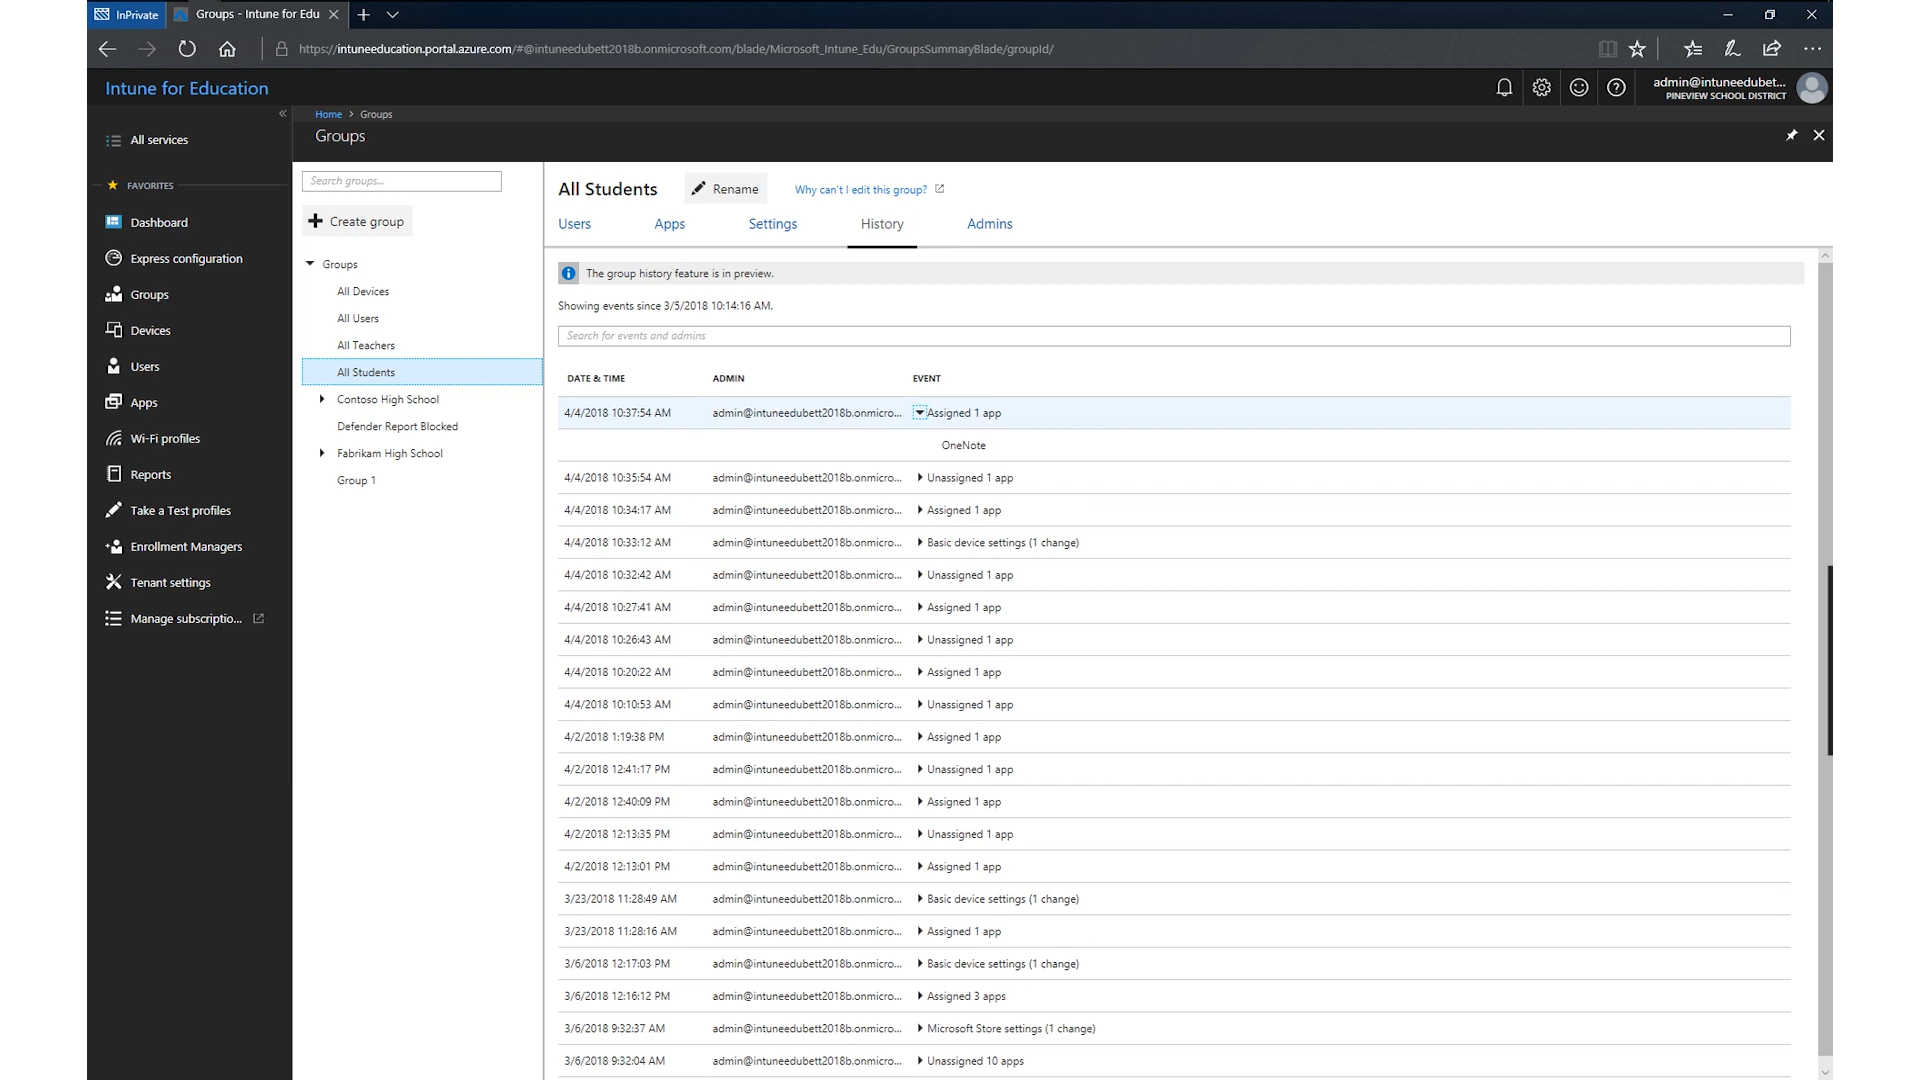 InPrivate
Groups - Intune for Edu
https://intuneeducation.portal.azure.com/#@intuneedubett2018b.onmicrosoft.com/blade/Microsoft_Intune_Edu/GroupsSummaryBlade/groupId/
Intune for Education
admin@intuneedubet...
PINEVIEW SCHOOL DISTRICT
All services
FAVORITES
Dashboard
Express configuration
Groups
Devices
Users
Apps
Wi-Fi profiles
Reports
Take a Test profiles
Enrollment Managers
Tenant settings
Manage subscriptio...
Home > Groups
Groups
Search groups...
Create group
Groups
All Devices
All Users
All Teachers
All Students
Contoso High School
Defender Report Blocked
Fabrikam High School
Group 1
All Students Rename Why can't I edit this group?
Users Apps Settings History Admins
The group history feature is in preview.
Showing events since 3/5/2018 10:14:16 AM.
Search for events and admins
DATE & TIME ADMIN EVENT
4/4/2018 10:37:54 AM admin@intuneedubett2018b.onmicro... Assigned 1 app
OneNote
4/4/2018 10:35:54 AM admin@intuneedubett2018b.onmicro... Unassigned 1 app
4/4/2018 10:34:17 AM admin@intuneedubett2018b.onmicro... Assigned 1 app
4/4/2018 10:33:12 AM admin@intuneedubett2018b.onmicro... Basic device settings (1 change)
4/4/2018 10:32:42 AM admin@intuneedubett2018b.onmicro... Unassigned 1 app
4/4/2018 10:27:41 AM admin@intuneedubett2018b.onmicro... Assigned 1 app
4/4/2018 10:26:43 AM admin@intuneedubett2018b.onmicro... Unassigned 1 app
4/4/2018 10:20:22 AM admin@intuneedubett2018b.onmicro... Assigned 1 app
4/4/2018 10:10:53 AM admin@intuneedubett2018b.onmicro... Unassigned 1 app
4/2/2018 1:19:38 PM admin@intuneedubett2018b.onmicro... Assigned 1 app
4/2/2018 12:41:17 PM admin@intuneedubett2018b.onmicro... Unassigned 1 app
4/2/2018 12:40:09 PM admin@intuneedubett2018b.onmicro... Assigned 1 app
4/2/2018 12:13:35 PM admin@intuneedubett2018b.onmicro... Unassigned 1 app
4/2/2018 12:13:01 PM admin@intuneedubett2018b.onmicro... Assigned 1 app
3/23/2018 11:28:49 AM admin@intuneedubett2018b.onmicro... Basic device settings (1 change)
3/23/2018 11:28:16 AM admin@intuneedubett2018b.onmicro... Assigned 1 app
3/6/2018 12:17:03 PM admin@intuneedubett2018b.onmicro... Basic device settings (1 change)
3/6/2018 12:16:12 PM admin@intuneedubett2018b.onmicro... Assigned 3 apps
3/6/2018 9:32:37 AM admin@intuneedubett2018b.onmicro... Microsoft Store settings (1 change)
3/6/2018 9:32:04 AM admin@intuneedubett2018b.onmicro... Unassigned 10 apps